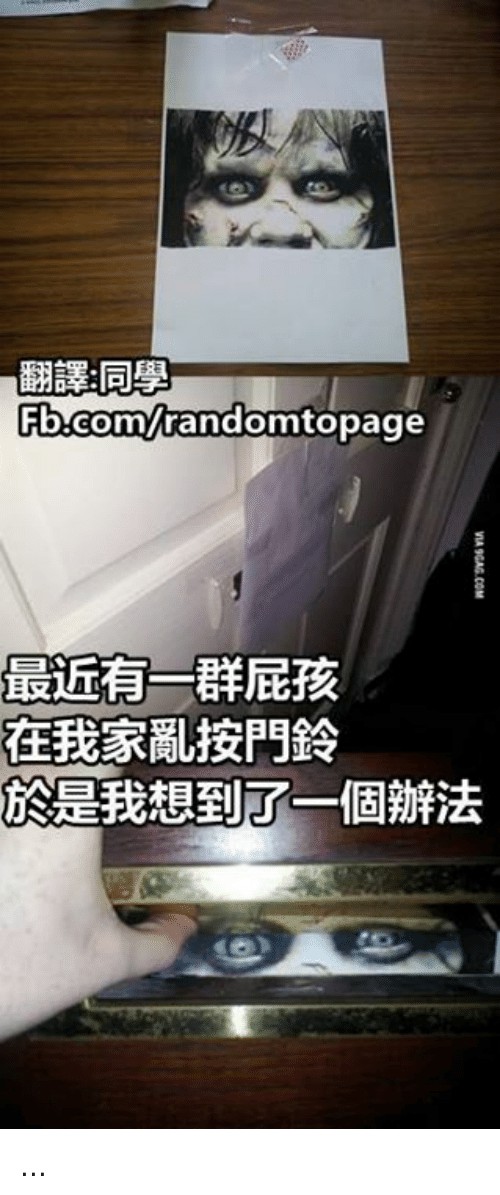 翻譯:同學
Fb.com/randomtopage
VIA 9GAG.COM
最近有一群屁孩
在我家亂按門鈴
於是我想到了一個辦法
...